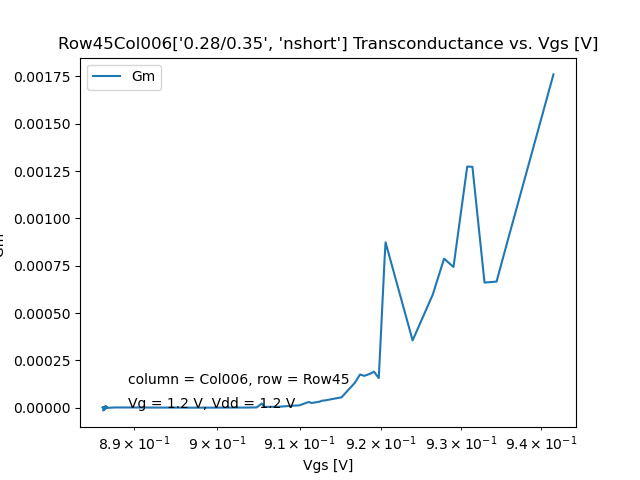 Row45Col006['0.28/0.35', 'nshort'] Transconductance vs. Vgs [V]
Gm
0.00175
0.00150
0.00125
0.00100
0.00075
0.00050
0.00025
0.00000
Gm
column = Col006, row = Row45
Vg = 1.2 V, Vdd = 1.2 V
8.9 × 10⁻¹
9 × 10⁻¹
9.1 × 10⁻¹
9.2 × 10⁻¹
9.3 × 10⁻¹
9.4 × 10⁻¹
Vgs [V]